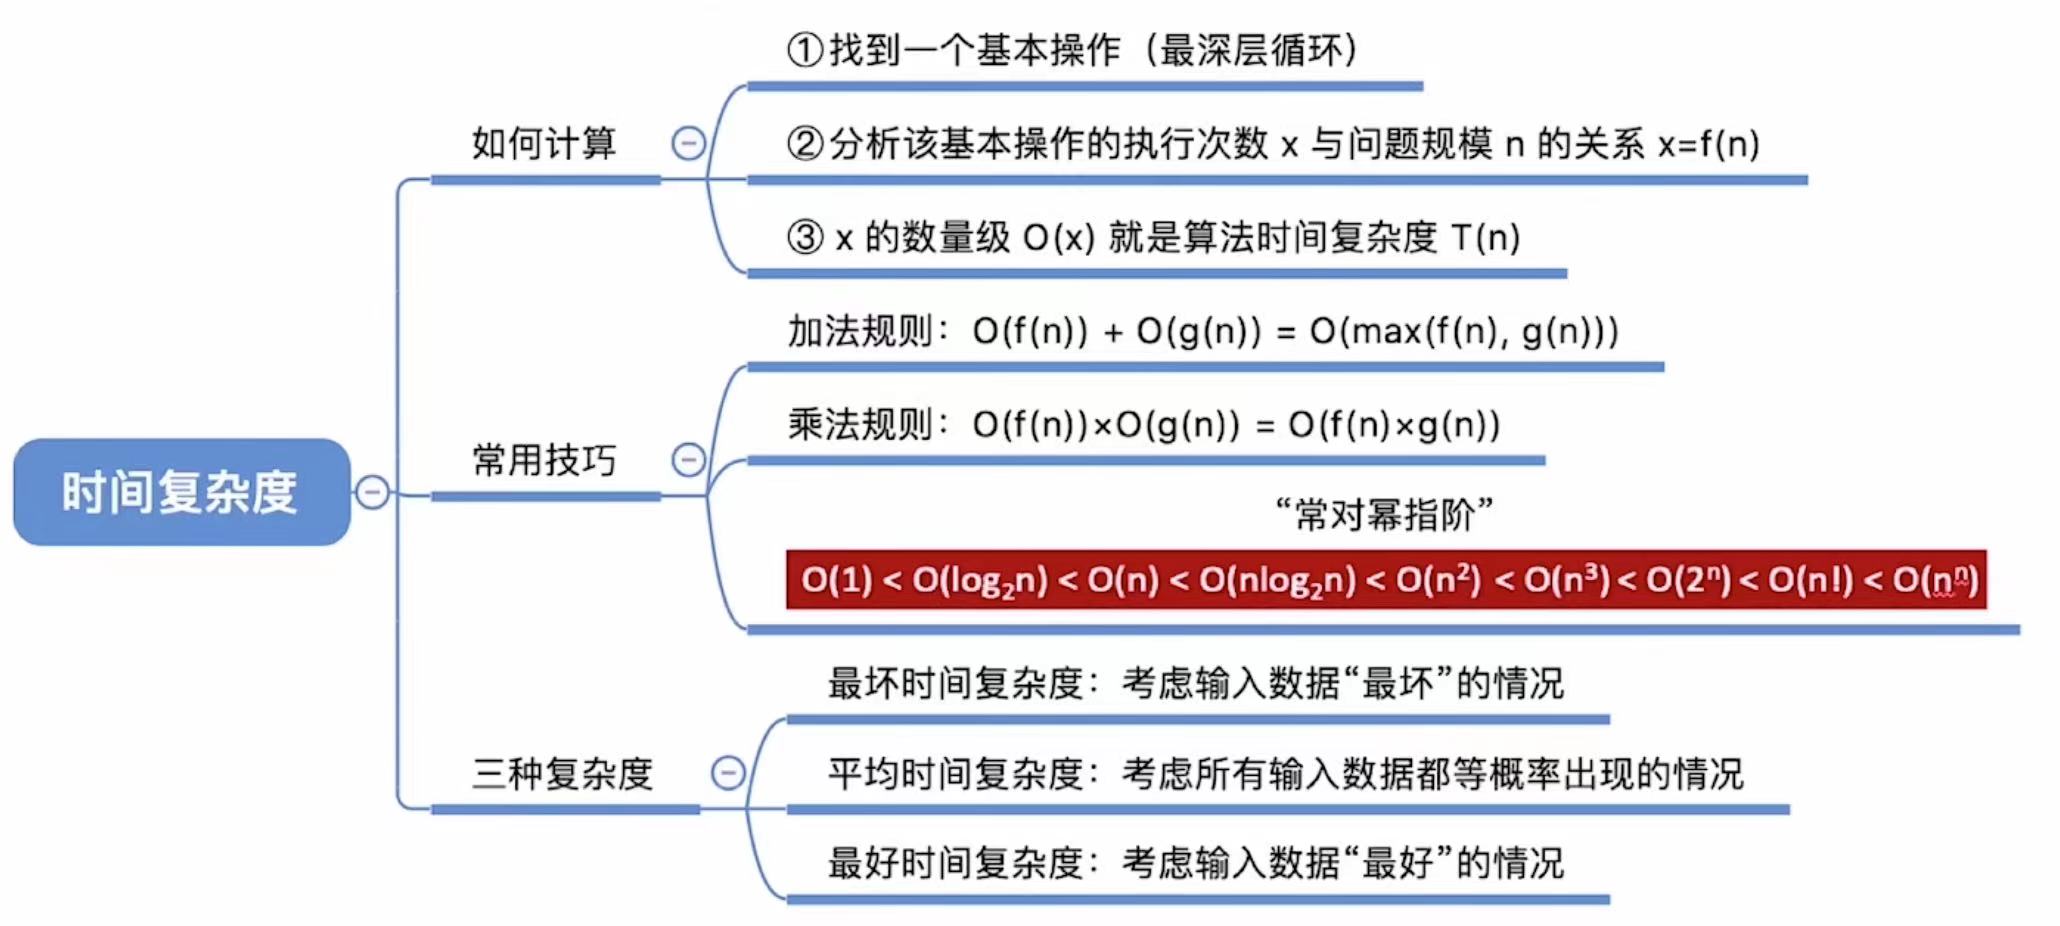 ①找到一个基本操作（最深层循环）
如何计算
②分析该基本操作的执行次数 x 与问题规模 n 的关系 x=f(n)
③ x 的数量级 O(x) 就是算法时间复杂度 T(n)
加法规则：O(f(n)) + O(g(n)) = O(max(f(n), g(n)))
乘法规则：O(f(n))×O(g(n)) = O(f(n)×g(n))
常用技巧
时间复杂度
“常对幂指阶”
O(1) < O(log₂n) < O(n) < O(nlog₂n) < O(n²) < O(n³) < O(2ⁿ) < O(n!) < O(nⁿ)
最坏时间复杂度：考虑输入数据“最坏”的情况
三种复杂度
平均时间复杂度：考虑所有输入数据都等概率出现的情况
最好时间复杂度：考虑输入数据“最好”的情况